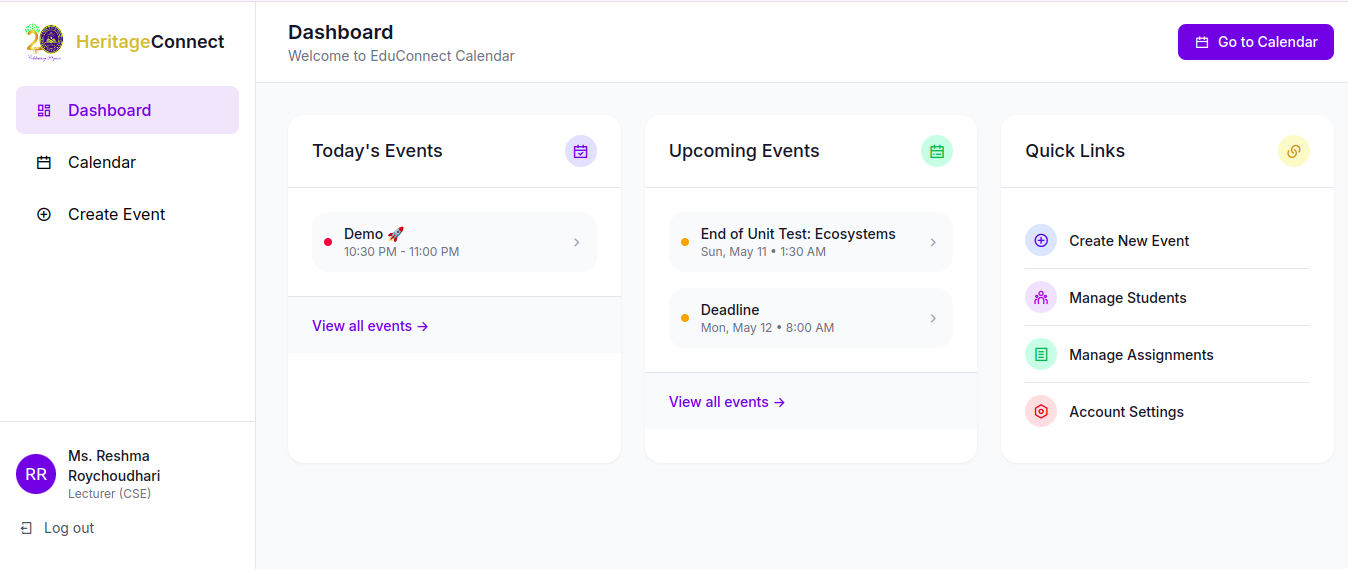 HeritageConnect
Dashboard
Calendar
Create Event
Ms. Reshma
Roychoudhari
RR
Lecturer (CSE)
Log out
Dashboard
Welcome to EduConnect Calendar
Go to Calendar
Today's Events
Demo 🚀
10:30 PM - 11:00 PM
View all events →
Upcoming Events
End of Unit Test: Ecosystems
Sun, May 11 • 1:30 AM
Deadline
Mon, May 12 • 8:00 AM
View all events →
Quick Links
Create New Event
Manage Students
Manage Assignments
Account Settings